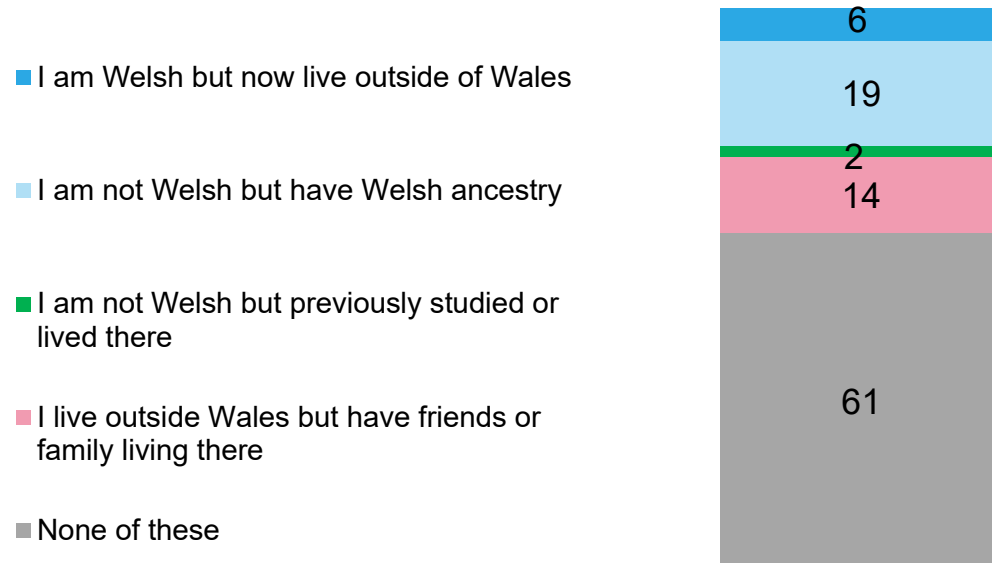 I am Welsh but now live outside of Wales
I am not Welsh but have Welsh ancestry
I am not Welsh but previously studied or
lived there
I live outside Wales but have friends or
family living there
None of these
6
19
2
14
61